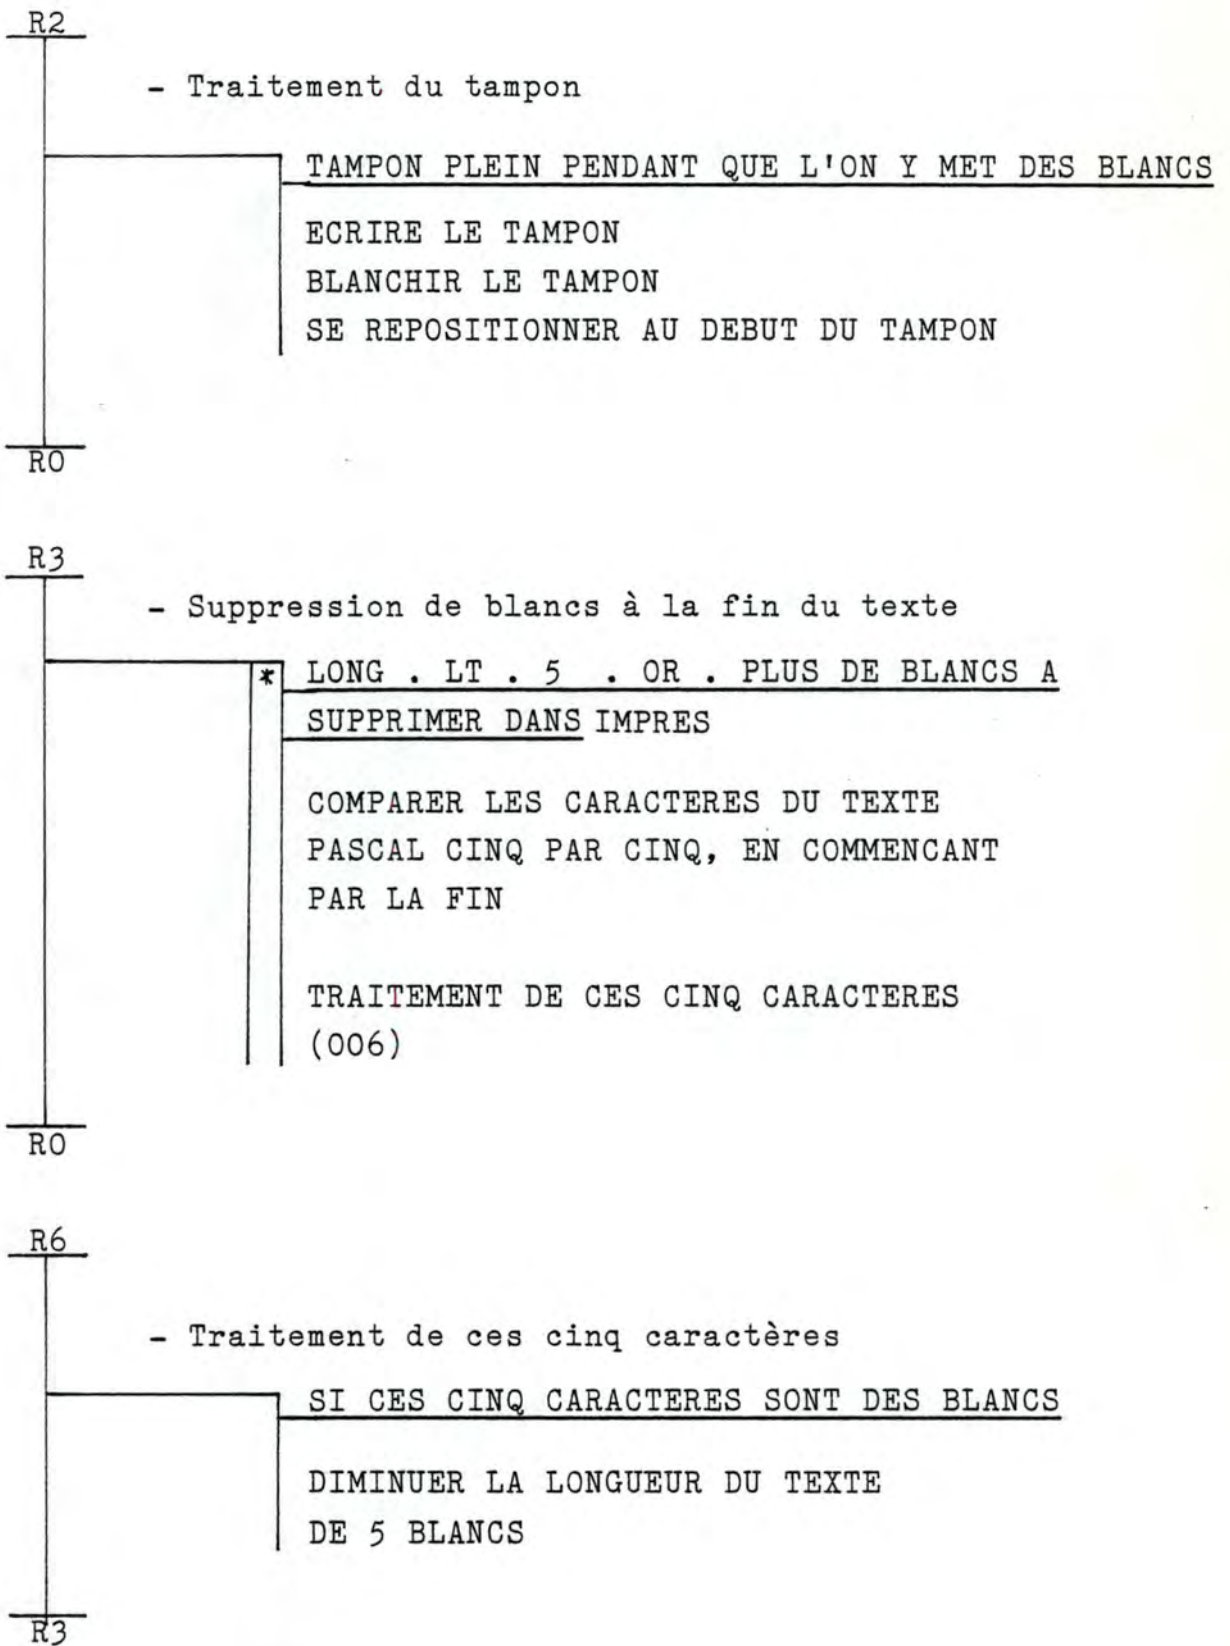 R2
- Traitement du tampon
TAMPON PLEIN PENDANT QUE L'ON Y MET DES BLANCS
ECRIRE LE TAMPON
BLANCHIR LE TAMPON
SE REPOSITIONNER AU DEBUT DU TAMPON
RO
R3
- Suppression de blancs à la fin du texte
* LONG . LT . 5 . OR . PLUS DE BLANCS A
SUPPRIMER DANS IMPRES
COMPARER LES CARACTERES DU TEXTE
PASCAL CINQ PAR CINQ, EN COMMENCANT
PAR LA FIN
TRAITEMENT DE CES CINQ CARACTERES
(006)
RO
R6
- Traitement de ces cinq caractères
SI CES CINQ CARACTERES SONT DES BLANCS
DIMINUER LA LONGUEUR DU TEXTE
DE 5 BLANCS
R3